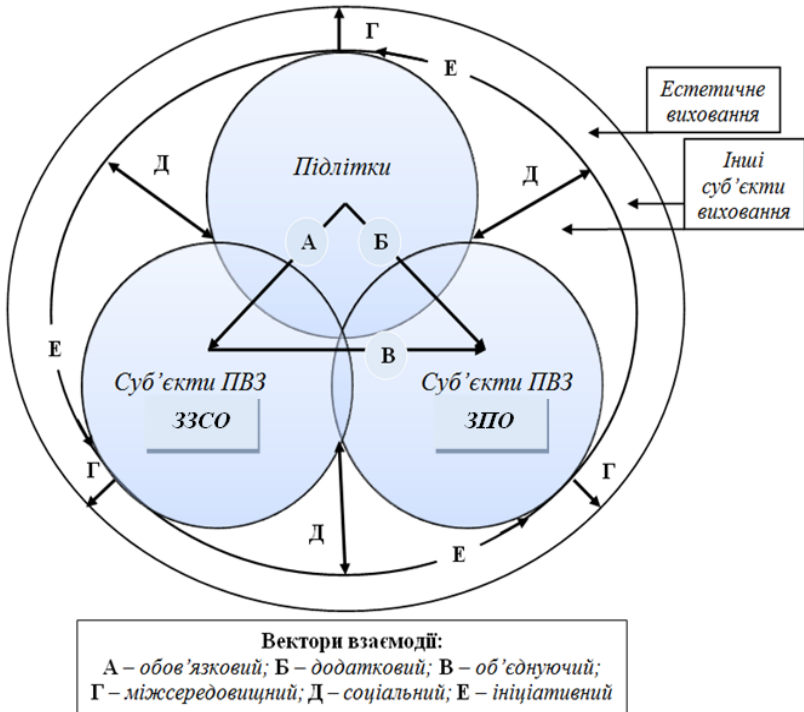 Г
Е
Естетичне
виховання
Д
Підлітки
Д
Інші
суб’єкти
виховання
А
Б
Е
В
Суб’єкти ПВЗ
Суб’єкти ПВЗ
ЗЗСО
ЗПО
Г
Г
Д
Е
Вектори взаємодії:
А – обов’язковий; Б – додатковий; В – об’єднуючий;
Г – міжсередовищний; Д – соціальний; Е – ініціативний